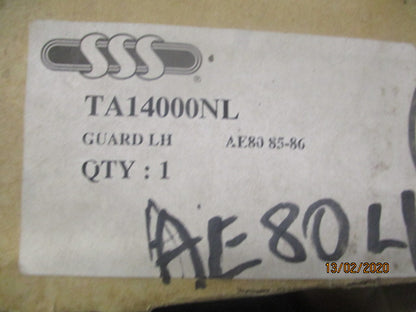 SSS
®
TA14000NL
GUARD LH AE80 85-86
QTY : 1
AE80 L
13/02/2020